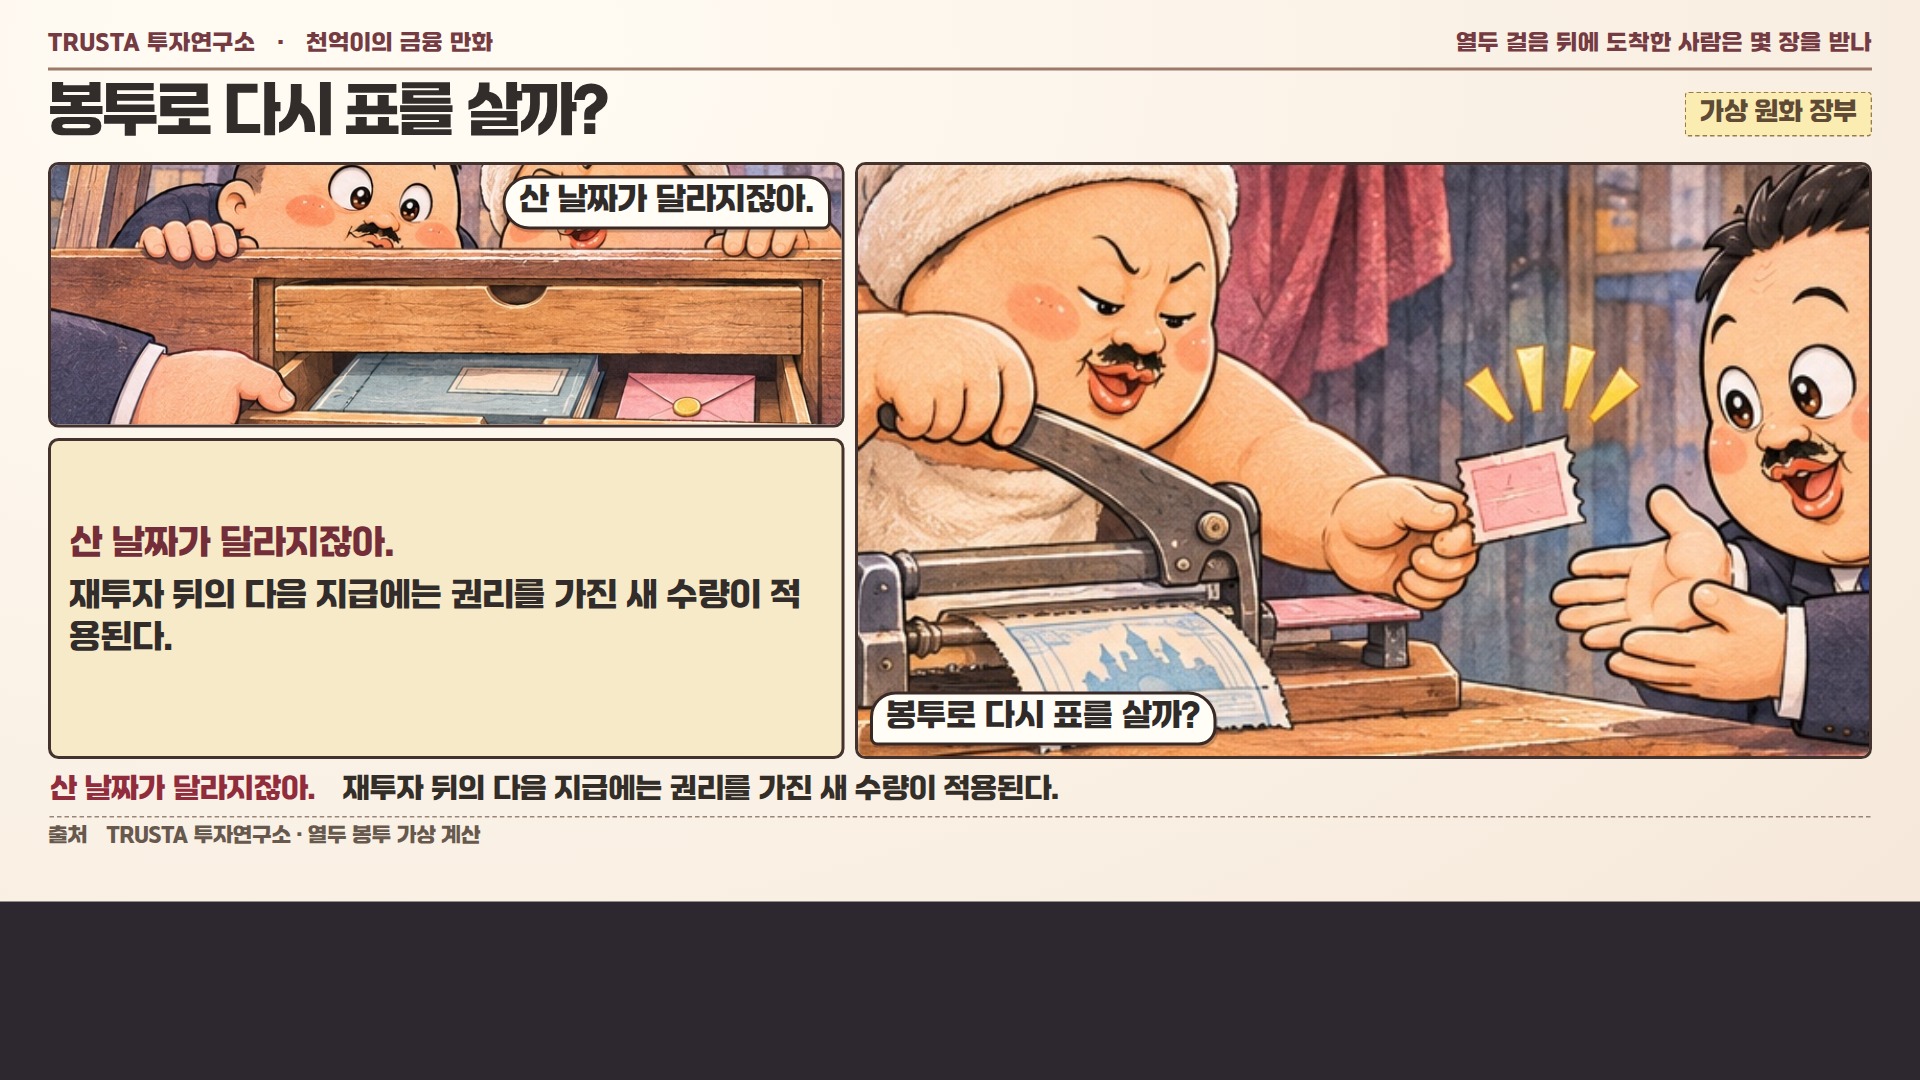 TRUSTA 투자연구소 · 천억이의 금융 만화
열두 걸음 뒤에 도착한 사람은 몇 장을 받나
봉투로 다시 표를 살까?
가상 원화 장부
산 날짜가 달라지잖아.
산 날짜가 달라지잖아.
재투자 뒤의 다음 지급에는 권리를 가진 새 수량이 적
용된다.
봉투로 다시 표를 살까?
산 날짜가 달라지잖아. 재투자 뒤의 다음 지급에는 권리를 가진 새 수량이 적용된다.
출처 TRUSTA 투자연구소 · 열두 봉투 가상 계산